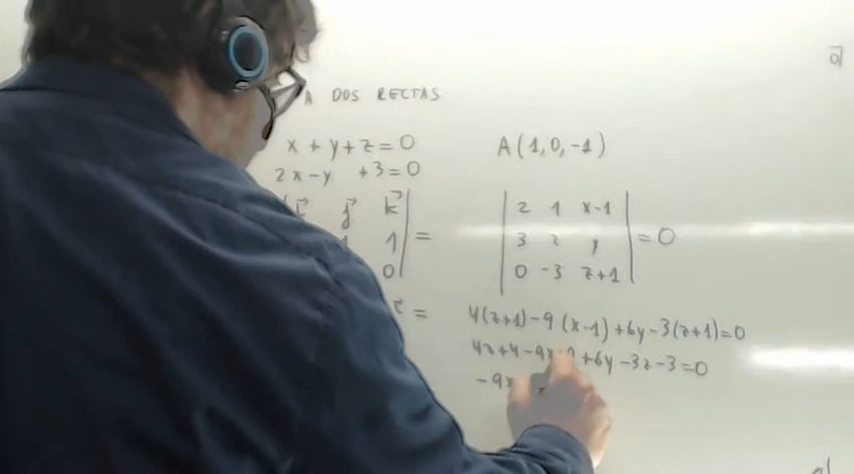 A DOS RECTAS
x + y + z = 0
2x - y + 3 = 0
A(1, 0, -1)
j⃗ k⃗
1 1 =
0
2 1 x-1
3 2 y = 0
0 -3 z+1
=
4(z+1) - 9(x-1) + 6y - 3(z+1) = 0
4z + 4 - 9x + 6y - 3z - 3 = 0
- 9x